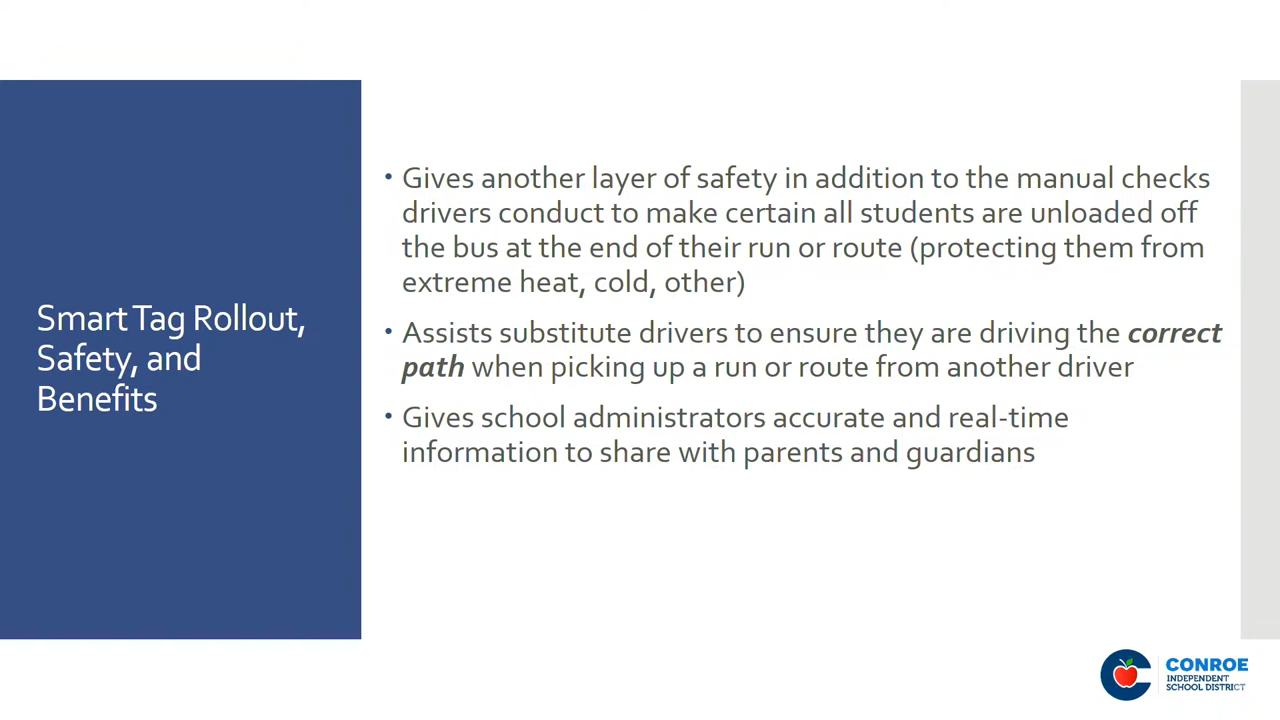 Smart Tag Rollout,
Safety, and
Benefits
• Gives another layer of safety in addition to the manual checks
drivers conduct to make certain all students are unloaded off
the bus at the end of their run or route (protecting them from
extreme heat, cold, other)
• Assists substitute drivers to ensure they are driving the correct
path when picking up a run or route from another driver
• Gives school administrators accurate and real-time
information to share with parents and guardians
CONROE
INDEPENDENT
SCHOOL DISTRICT